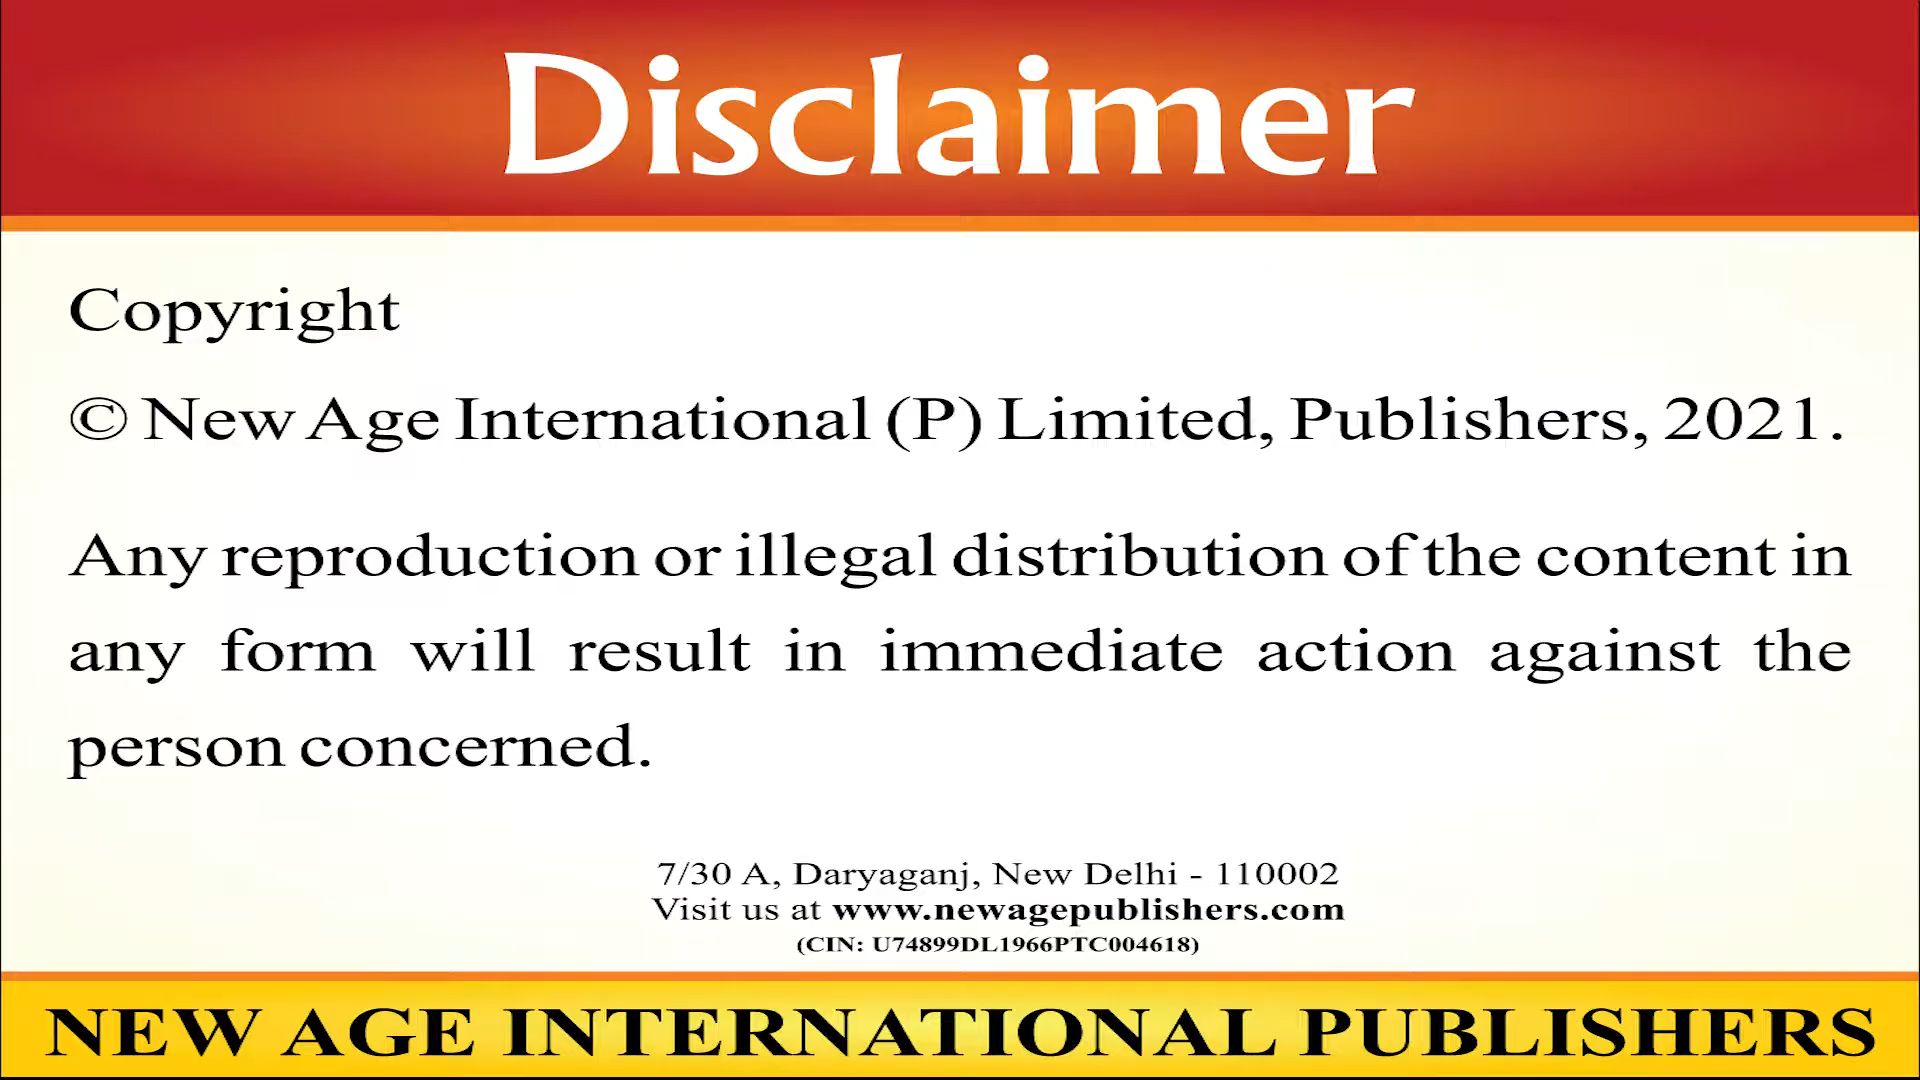 Disclaimer
Copyright
© New Age International (P) Limited, Publishers, 2021.
Any reproduction or illegal distribution of the content in
any form will result in immediate action against the
person concerned.
7/30 A, Daryaganj, New Delhi - 110002
Visit us at www.newagepublishers.com
(CIN: U74899DL1966PTC004618)
NEW AGE INTERNATIONAL PUBLISHERS